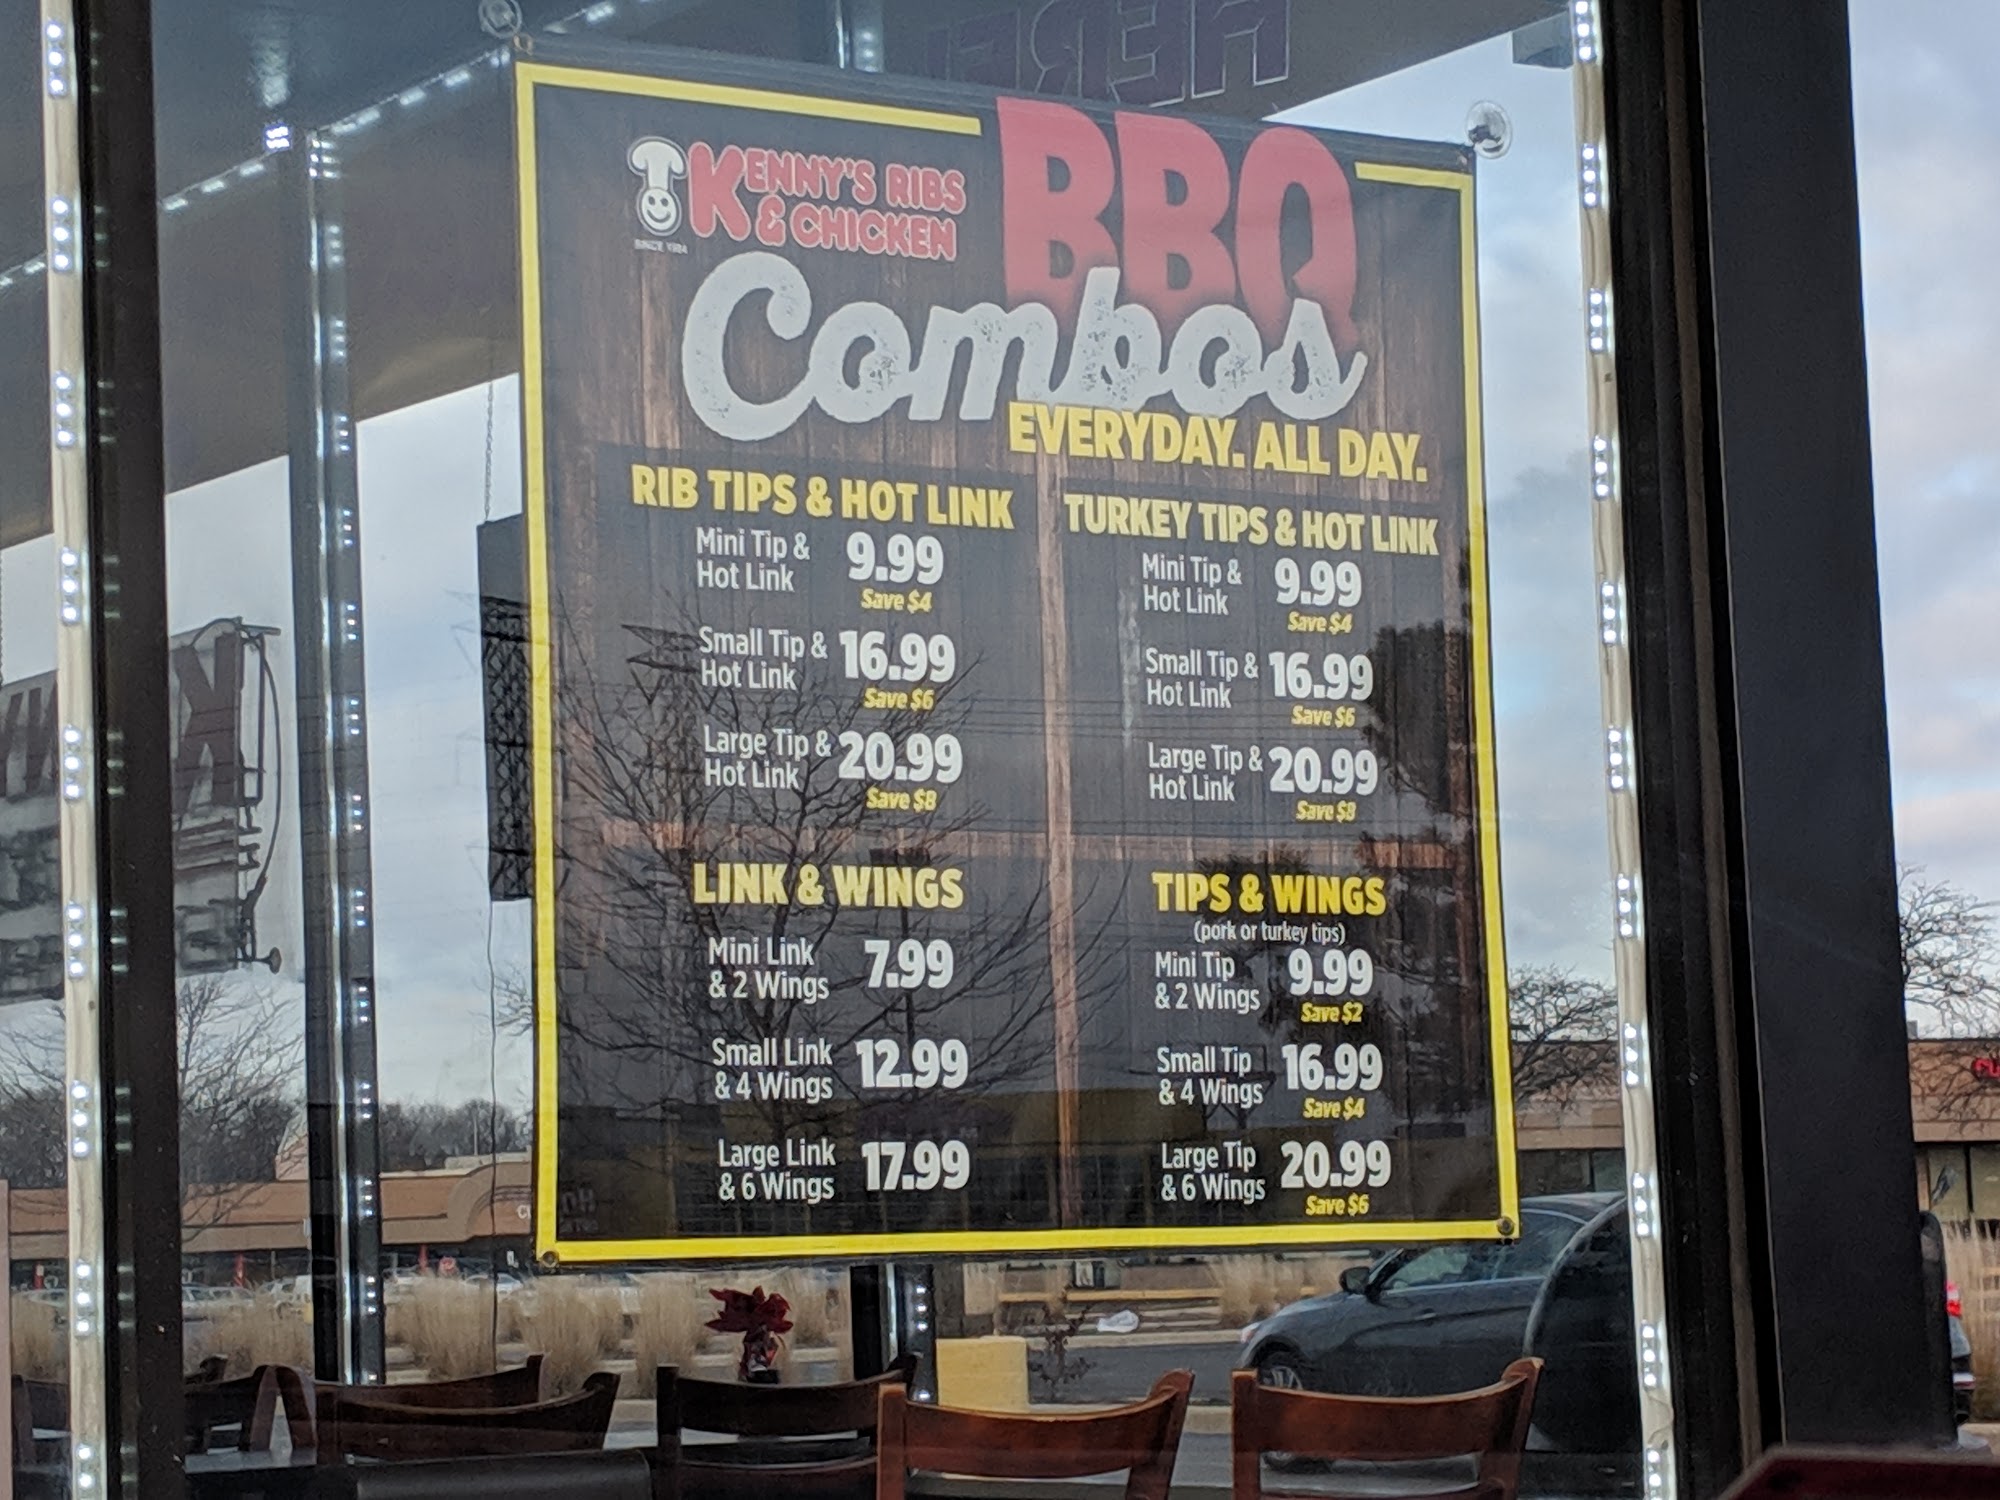 KENNY'S RIBS
& CHICKEN
SINCE 1984
BBQ
Combos
EVERYDAY. ALL DAY.
RIB TIPS & HOT LINK
Mini Tip &
Hot Link
9.99
Save $4
Small Tip &
Hot Link
16.99
Save $6
Large Tip &
Hot Link
20.99
Save $8
TURKEY TIPS & HOT LINK
Mini Tip &
Hot Link
9.99
Save $4
Small Tip &
Hot Link
16.99
Save $6
Large Tip &
Hot Link
20.99
Save $8
LINK & WINGS
Mini Link
& 2 Wings
7.99
Small Link
& 4 Wings
12.99
Large Link
& 6 Wings
17.99
TIPS & WINGS
(pork or turkey tips)
Mini Tip
& 2 Wings
9.99
Save $2
Small Tip
& 4 Wings
16.99
Save $4
Large Tip
& 6 Wings
20.99
Save $6
HERE